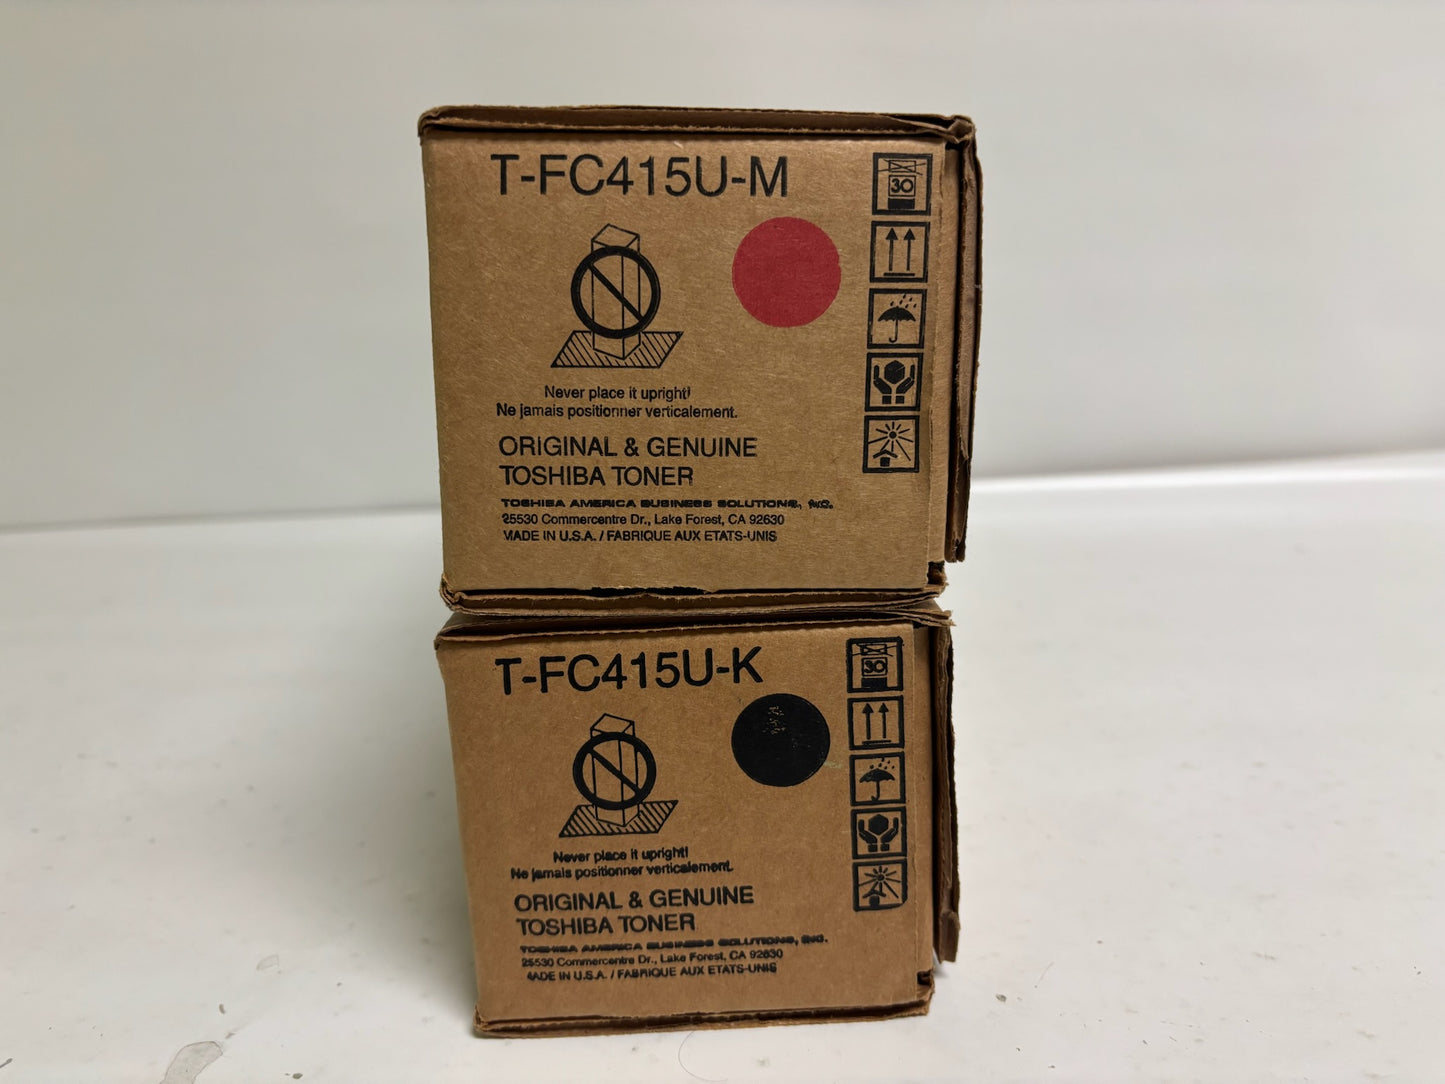 T-FC415U-M
30
Never place it upright!
Ne jamais positionner verticalement.
ORIGINAL & GENUINE
TOSHIBA TONER
TOSHIBA AMERICA BUSINESS SOLUTIONS, INC.
25530 Commercentre Dr., Lake Forest, CA 92630
MADE IN U.S.A. / FABRIQUE AUX ETATS-UNIS
T-FC415U-K
30
Never place it upright!
Ne jamais positionner verticalement.
ORIGINAL & GENUINE
TOSHIBA TONER
TOSHIBA AMERICA BUSINESS SOLUTIONS, INC.
25530 Commercentre Dr., Lake Forest, CA 92630
MADE IN U.S.A. / FABRIQUE AUX ETATS-UNIS